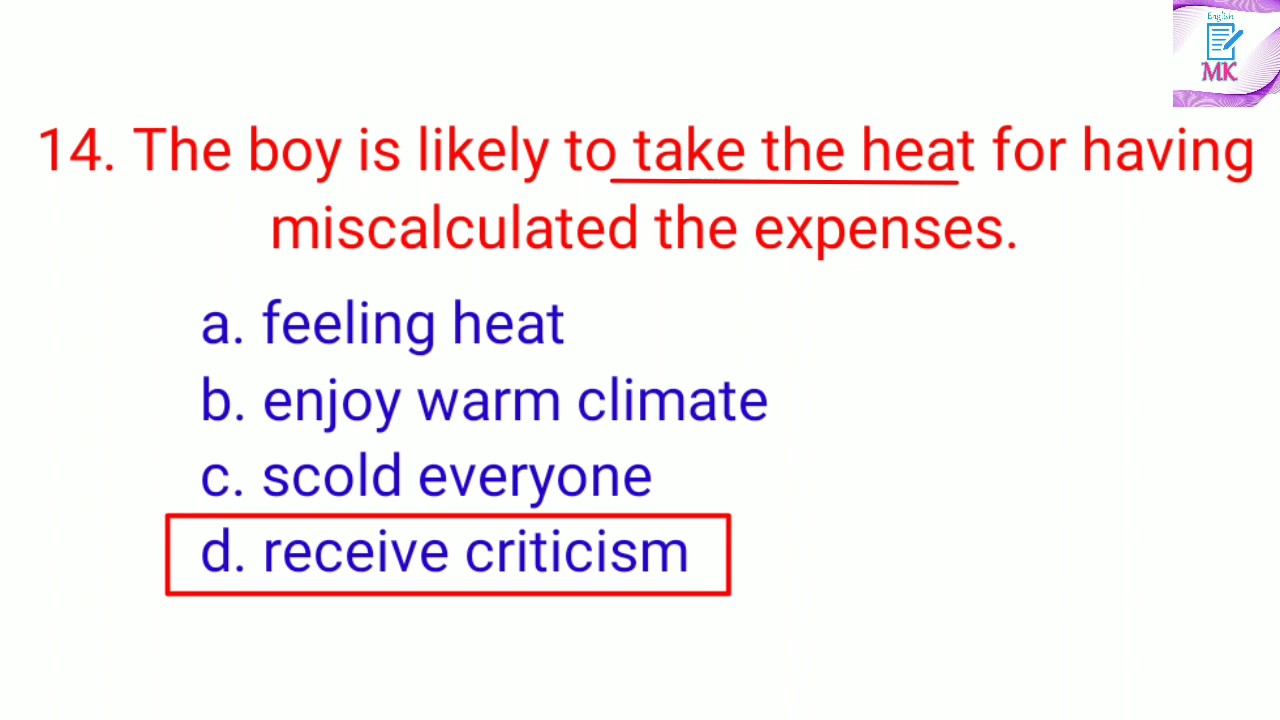 English
MK
14. The boy is likely to take the heat for having
miscalculated the expenses.
a. feeling heat
b. enjoy warm climate
c. scold everyone
d. receive criticism